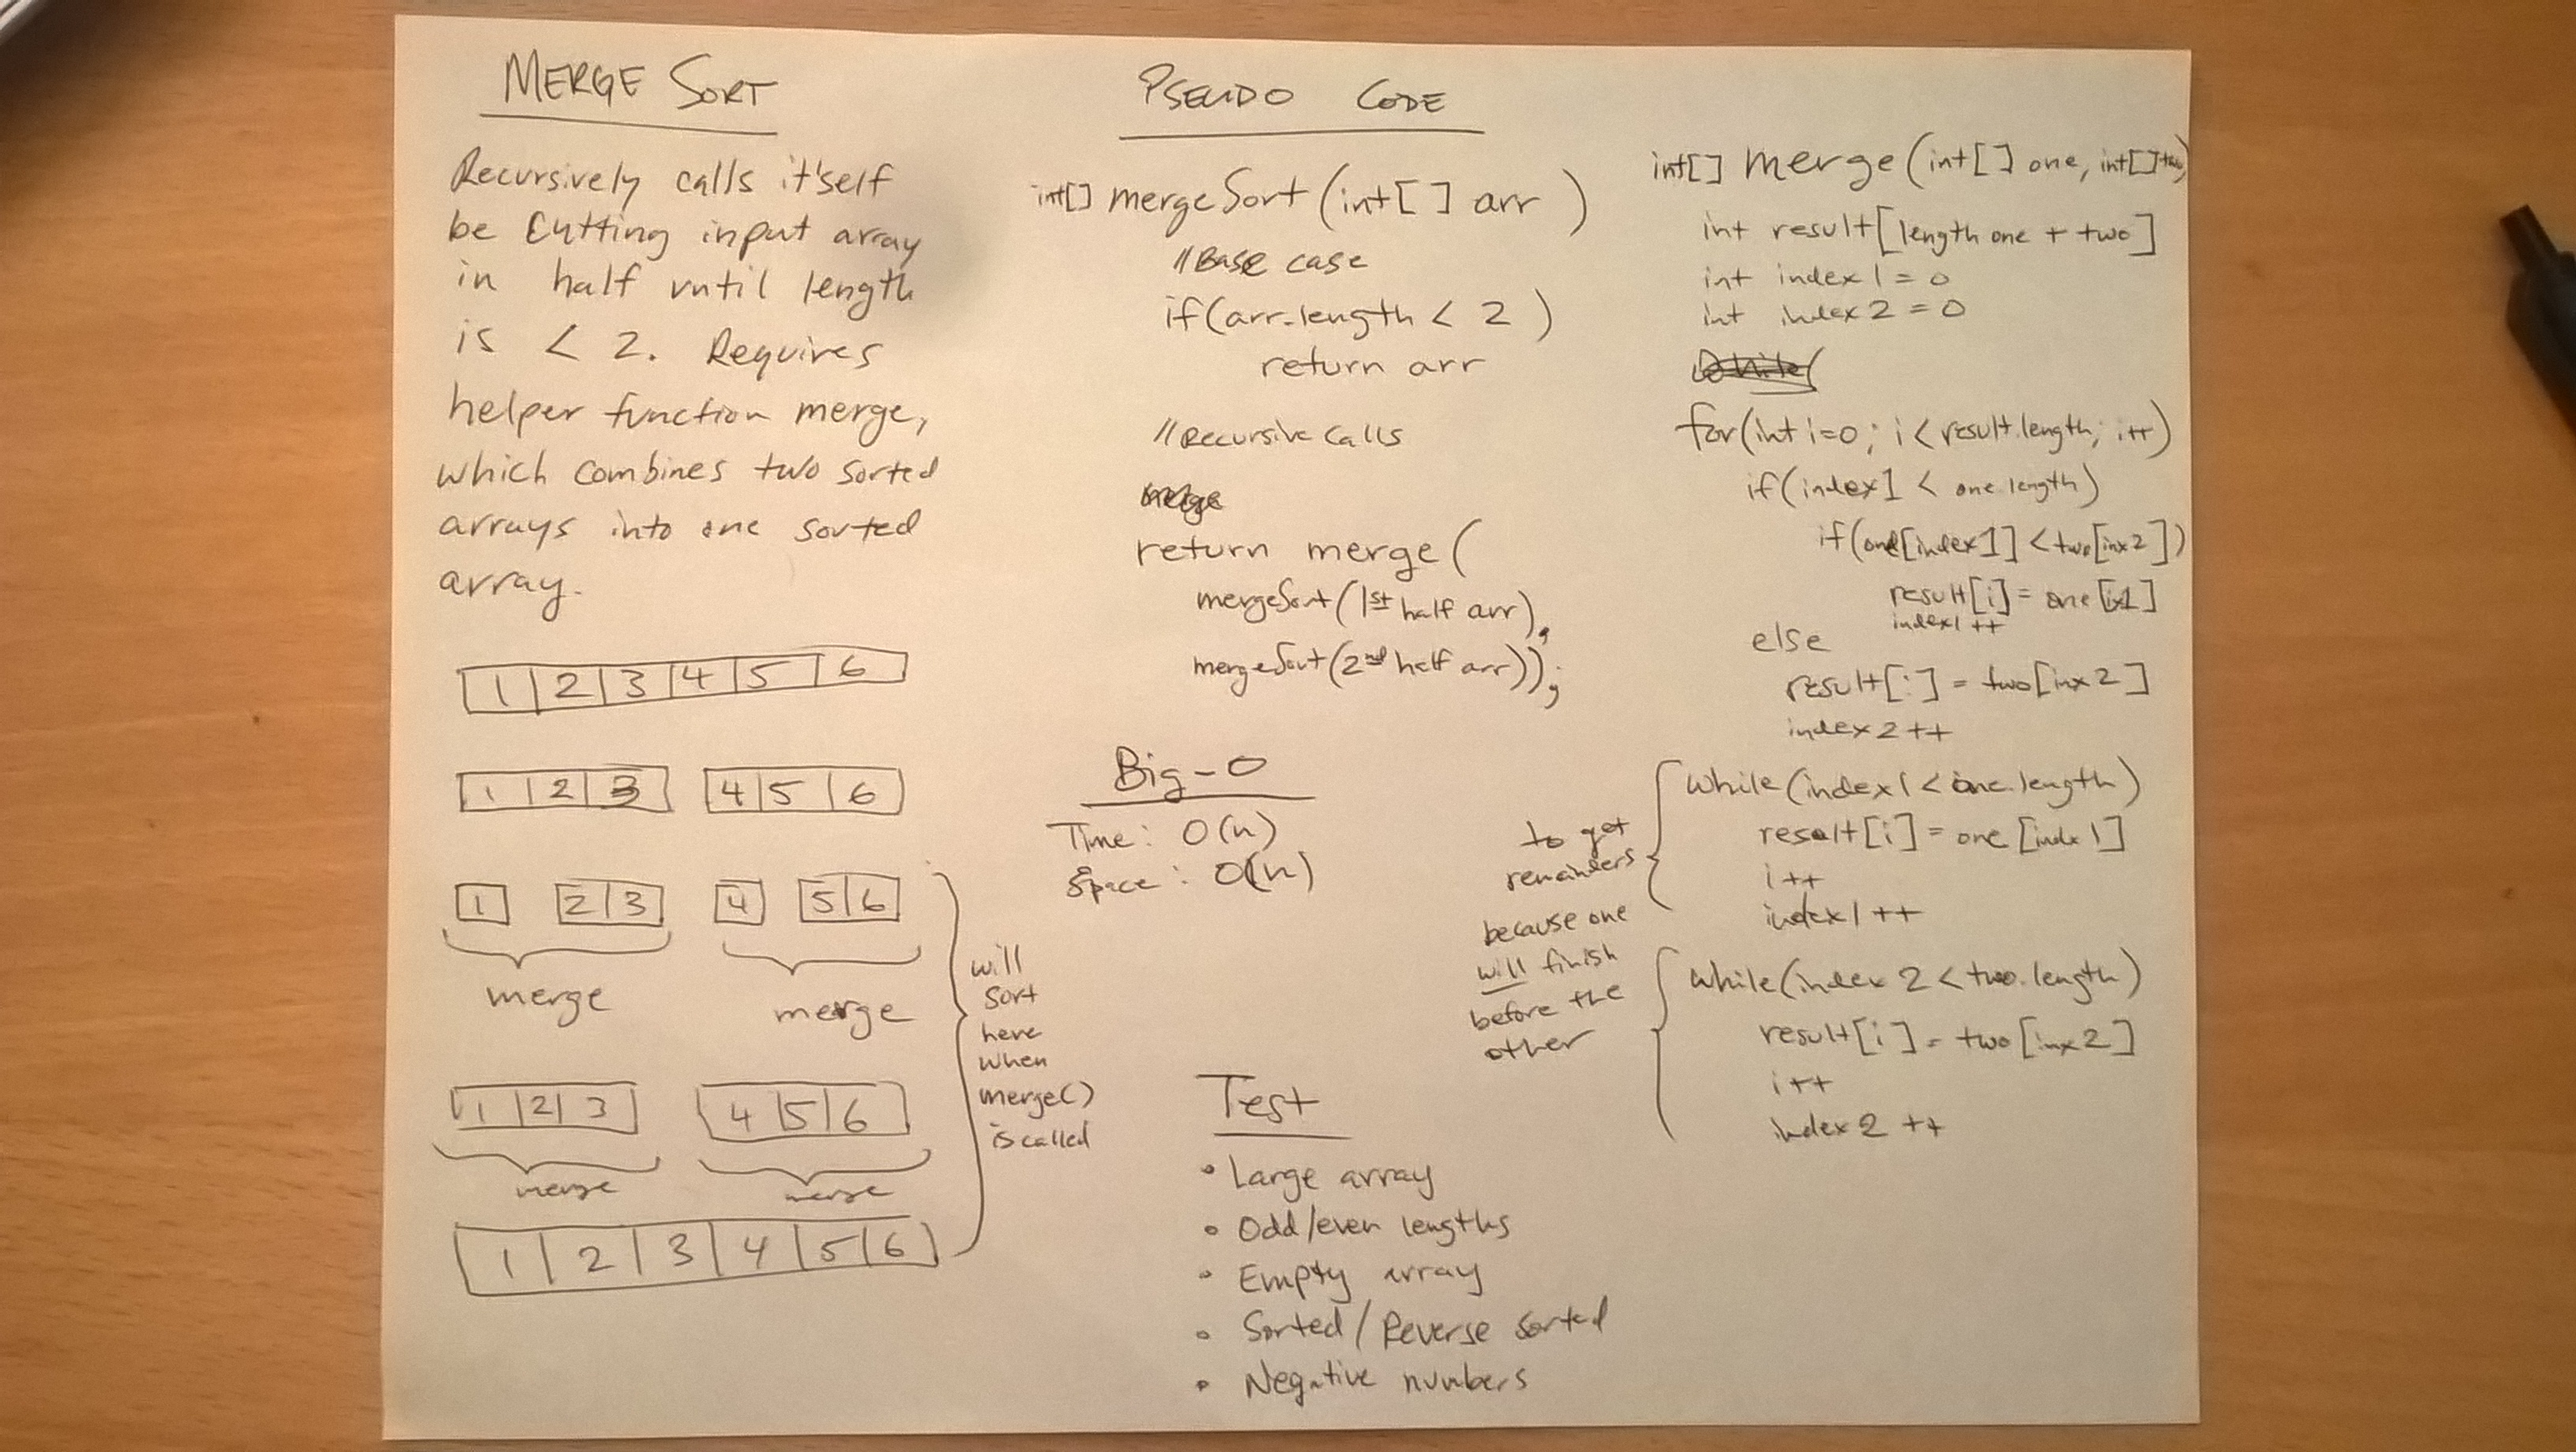 MERGE SORT
Recursively calls it'self
be Cutting input array
in half until length
is < 2. Requires
helper function merge,
which combines two sorted
arrays into one sorted
array.
1 2 3 4 5 6
1 2 3 4 5 6
1 2 3 4 5 6
merge merge
1 2 3 4 5 6
merge merge
1 2 3 4 5 6
will
sort
here
when
merge()
is called
PSEUDO CODE
int[] mergeSort(int[] arr)
//Base case
if(arr.length < 2)
return arr
//Recursive Calls
merge
return merge(
mergeSort(1st half arr),
mergeSort(2nd half arr));
Big-O
Time: O(n)
Space: O(n)
Test
• Large array
• Odd/even lengths
• Empty array
• Sorted/Reverse sorted
• Negative numbers
int[] merge(int[] one, int[] two)
int result[length one + two]
int index1 = 0
int index2 = 0
while(
for(int i=0; i < result.length; i++)
if(index1 < one.length)
if(one[index1] < two[inx2])
result[i] = one[ix1]
index1++
else
result[i] = two[inx2]
index2++
while(index1 < one.length)
result[i] = one[indx1]
i++
index1++
while(index2 < two.length)
result[i] = two[inx2]
i++
index2++
to get
remainders
because one
will finish
before the
other